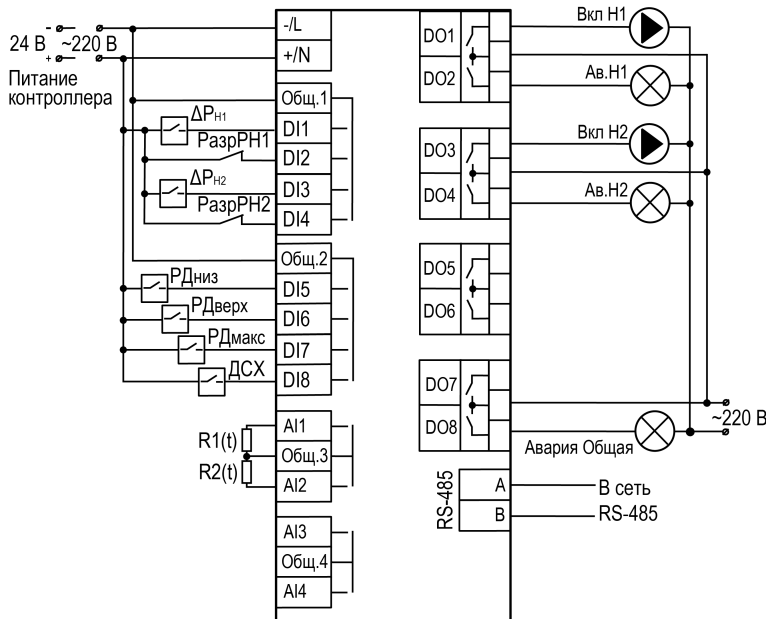 24 В
~220 В
-
+
Питание
контроллера
-/L
+/N
Общ.1
ΔPН1
DI1
РазрРН1
DI2
ΔPН2
DI3
РазрРН2
DI4
Общ.2
РДниз
DI5
РДверх
DI6
РДмакс
DI7
ДСХ
DI8
R1(t)
R2(t)
AI1
Общ.3
AI2
AI3
Общ.4
AI4
DO1
Вкл Н1
DO2
Ав.Н1
DO3
Вкл Н2
DO4
Ав.Н2
DO5
DO6
DO7
DO8
~220 В
Авария Общая
RS-485
A
B
В сеть
RS-485